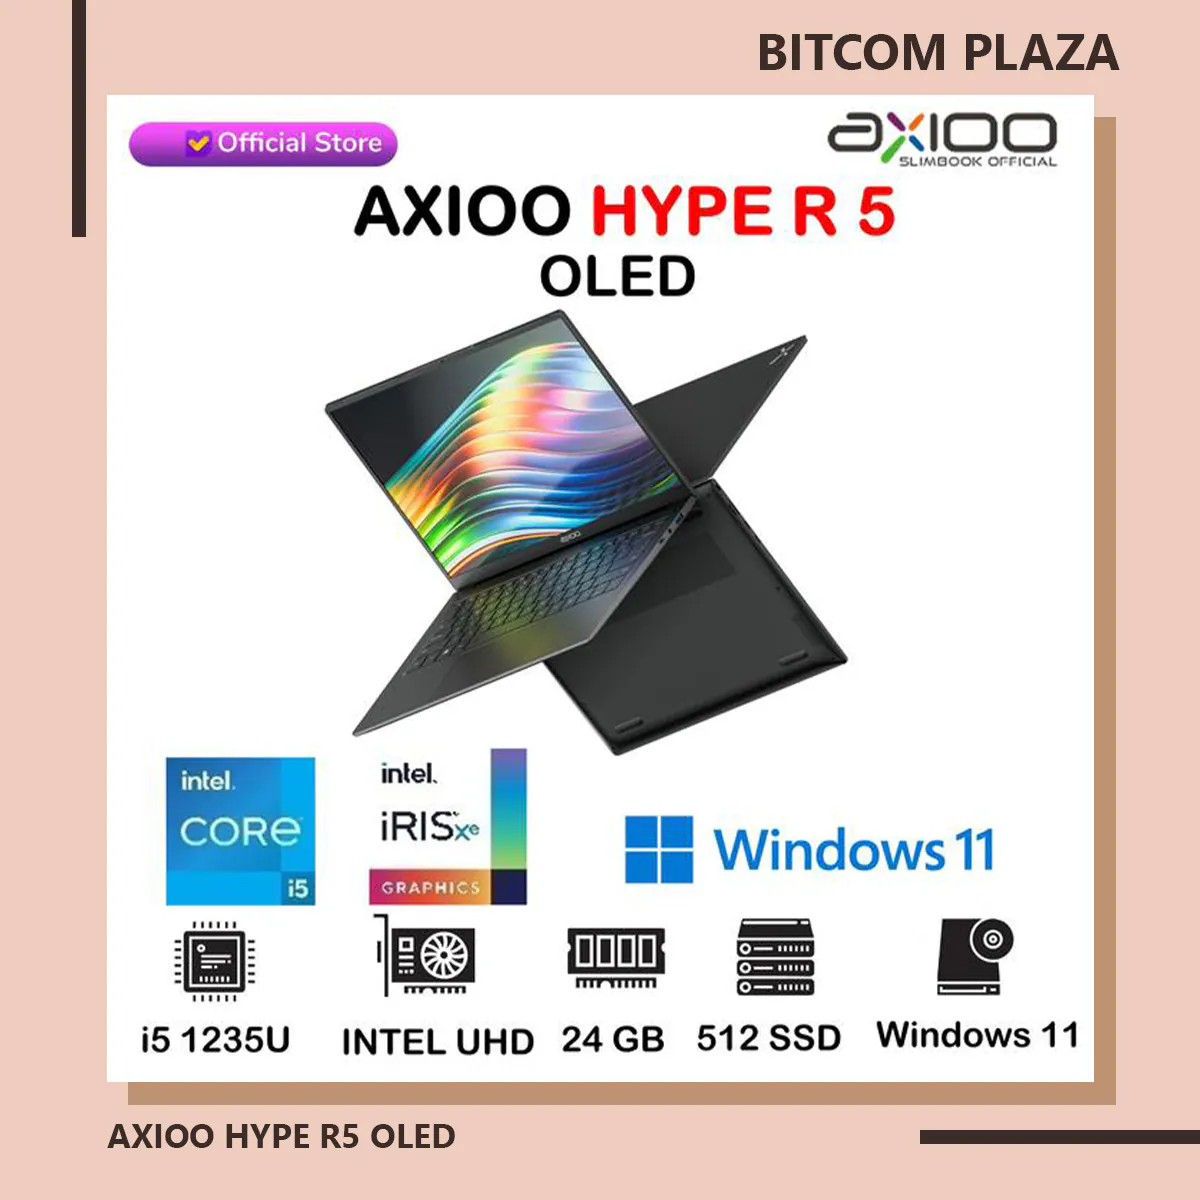 BITCOM PLAZA
Official Store
AXIOO
SLIMBOOK OFFICIAL
AXIOO HYPE R 5
OLED
AXIOO
intel.
CORE
i5
intel.
iRISxe
GRAPHICS
Windows 11
i5 1235U
INTEL UHD
24 GB
512 SSD
Windows 11
AXIOO HYPE R5 OLED